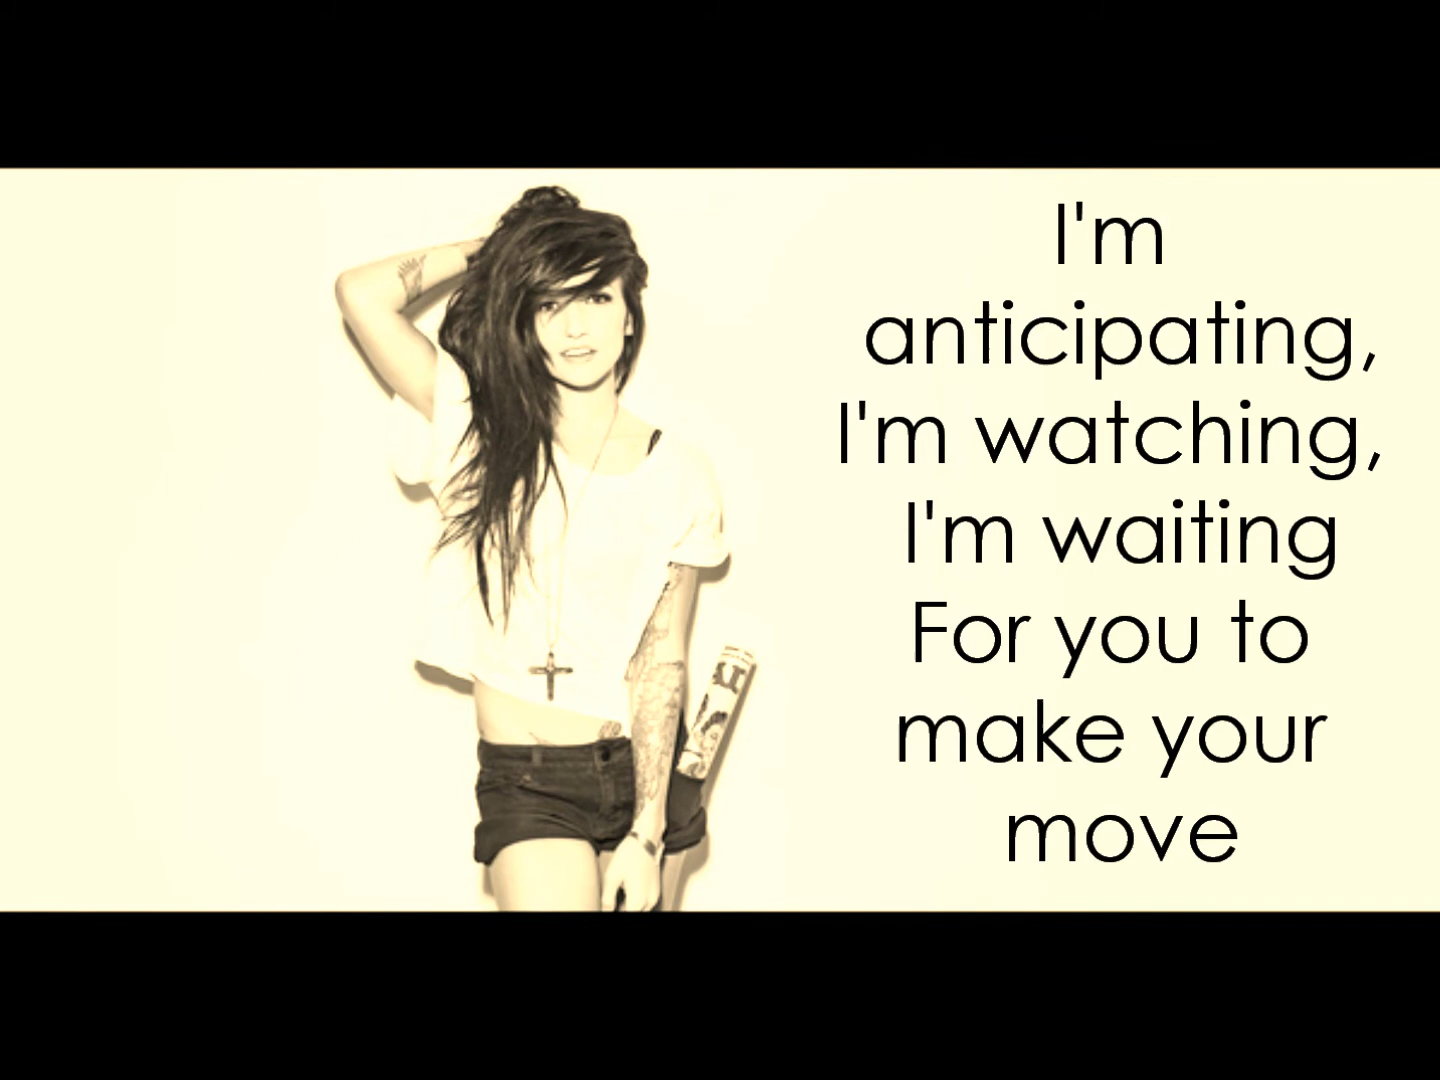 I'm
anticipating,
I'm watching,
I'm waiting
For you to
make your
move